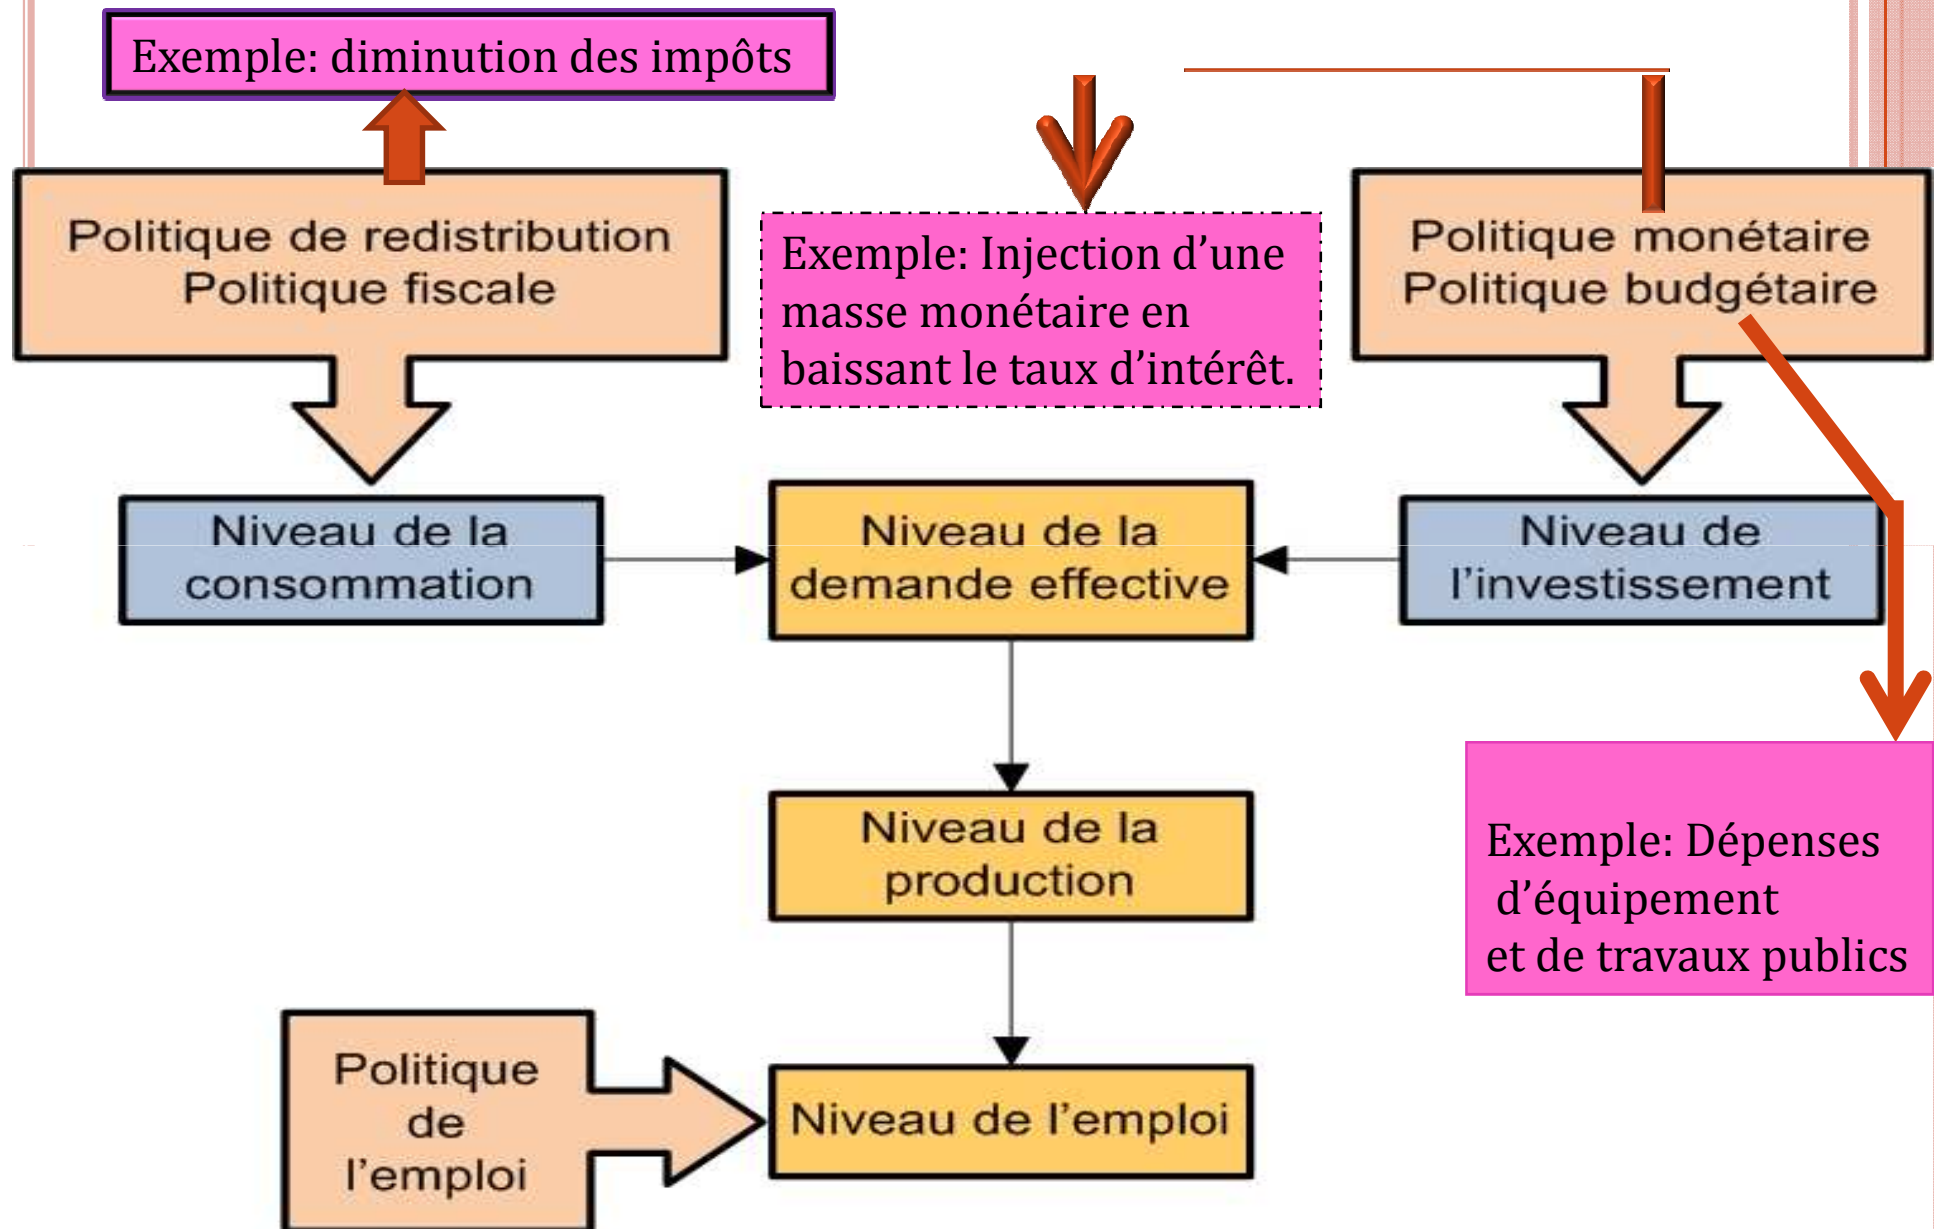 Exemple: diminution des impôts
Politique de redistribution
Politique fiscale
Exemple: Injection d’une
masse monétaire en
baissant le taux d’intérêt.
Politique monétaire
Politique budgétaire
Niveau de la
consommation
Niveau de la
demande effective
Niveau de
l’investissement
Niveau de la
production
Exemple: Dépenses
d’équipement
et de travaux publics
Politique
de
l’emploi
Niveau de l’emploi